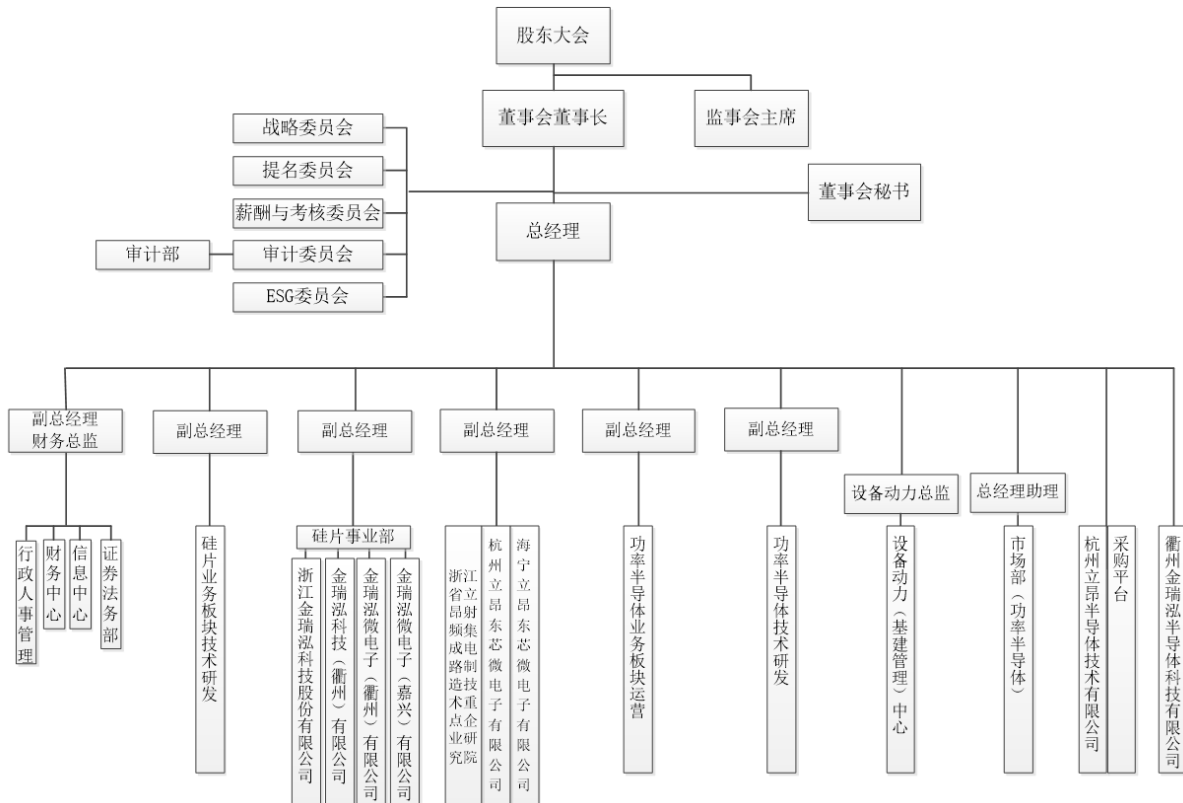 股东大会
董事会董事长
监事会主席
战略委员会
提名委员会
薪酬与考核委员会
审计部
审计委员会
ESG委员会
董事会秘书
总经理
副总经理
财务总监
副总经理
副总经理
副总经理
副总经理
副总经理
设备动力总监
总经理助理
行政人事管理
财务中心
信息中心
证券法务部
硅片业务板块技术研发
硅片事业部
浙江金瑞泓科技股份有限公司
金瑞泓科技（衢州）有限公司
金瑞泓微电子（衢州）有限公司
金瑞泓微电子（嘉兴）有限公司
浙江省立昂射频集成电路制造技术重点企业研究院
杭州立昂东芯微电子有限公司
海宁立昂东芯微电子有限公司
功率半导体业务板块运营
功率半导体技术研发
设备动力（基建管理）中心
市场部（功率半导体）
杭州立昂半导体技术有限公司
采购平台
衢州金瑞泓半导体科技有限公司